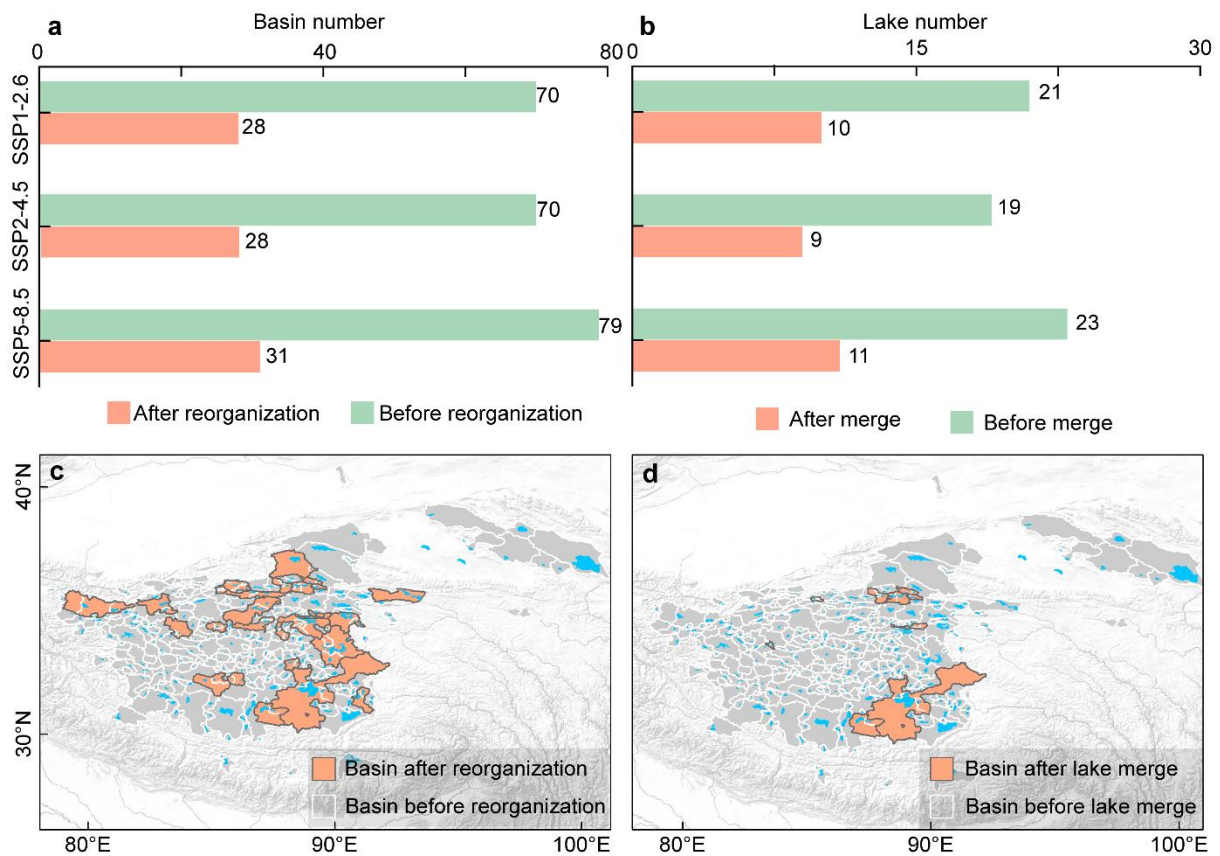 a
Basin number
0
40
80
SSP1-2.6
70
28
SSP2-4.5
70
28
SSP5-8.5
79
31
After reorganization
Before reorganization
b
Lake number
0
15
30
21
10
19
9
23
11
After merge
Before merge
c
40°N
30°N
Basin after reorganization
Basin before reorganization
80°E
90°E
100°E
d
Basin after lake merge
Basin before lake merge
80°E
90°E
100°E